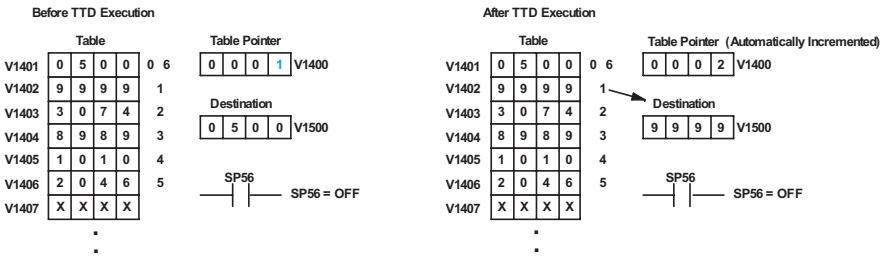 Before TTD Execution
Table
Table Pointer
V1401 0 5 0 0 0 6
0 0 0 1 V1400
V1402 9 9 9 9 1
V1403 3 0 7 4 2
Destination
0 5 0 0 V1500
V1404 8 9 8 9 3
V1405 1 0 1 0 4
V1406 2 0 4 6 5
V1407 X X X X
SP56
SP56 = OFF
.
.
After TTD Execution
Table
Table Pointer (Automatically Incremented)
V1401 0 5 0 0 0 6
0 0 0 2 V1400
V1402 9 9 9 9 1
V1403 3 0 7 4 2
Destination
9 9 9 9 V1500
V1404 8 9 8 9 3
V1405 1 0 1 0 4
V1406 2 0 4 6 5
V1407 X X X X
SP56
SP56 = OFF
.
.